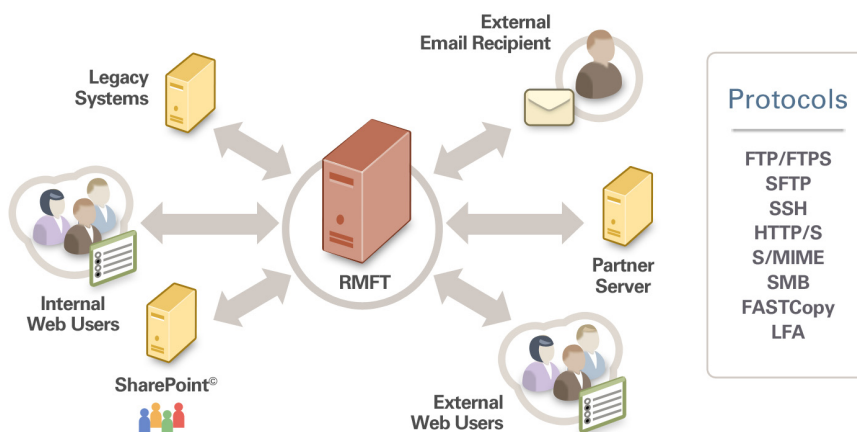 External
Email Recipient
Legacy
Systems
Protocols
FTP/FTPS
SFTP
SSH
HTTP/S
S/MIME
SMB
FASTCopy
LFA
Partner
Server
RMFT
Internal
Web Users
SharePoint©
External
Web Users